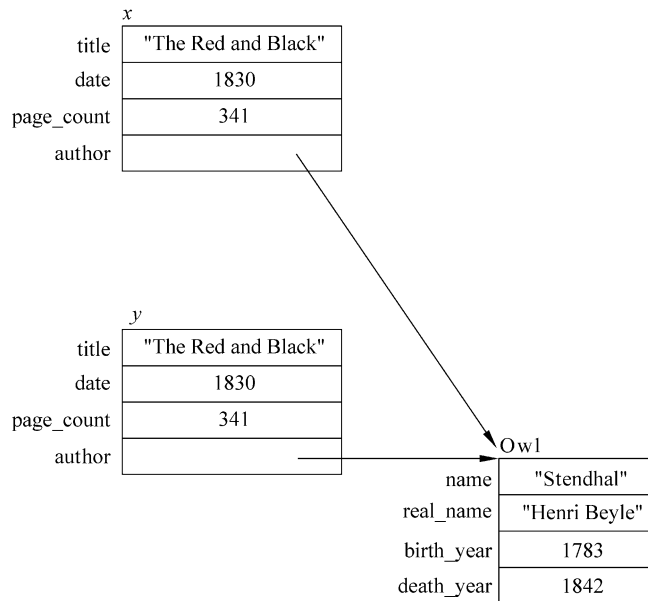 x
title "The Red and Black"
date 1830
page_count 341
author
y
title "The Red and Black"
date 1830
page_count 341
author
Owl
name "Stendhal"
real_name "Henri Beyle"
birth_year 1783
death_year 1842